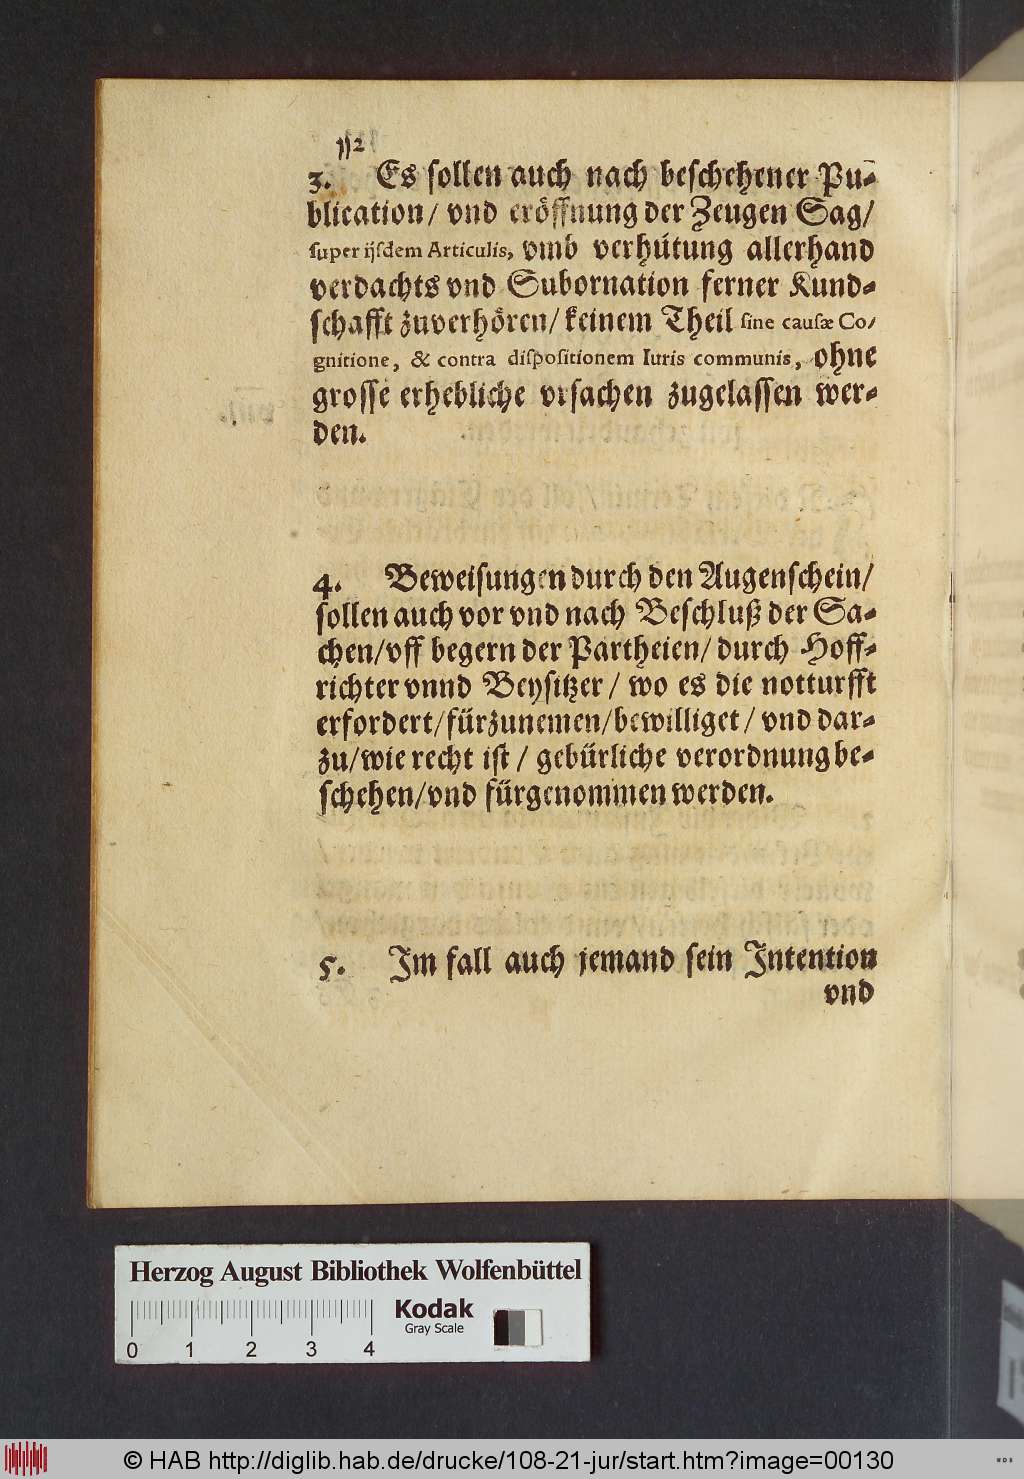 112
3. Es sollen auch nach beschehener Pu-
blication/ vnd eröffnung der Zeugen Sag/
super ijsdem Articulis, vmb verhütung allerhand
verdachts vnd Subornation ferner Kund-
schafft zuverhören/ keinem Theil sine causæ Co-
gnitione, & contra dispositionem Iuris communis, ohne
grosse erhebliche vrsachen zugelassen wer-
den.
4. Beweisungen durch den Augenschein/
sollen auch vor vnd nach Beschluß der Sa-
chen/ vff begern der Partheien/ durch Hoff-
richter vnnd Beysitzer/ wo es die notturfft
erfordert/ fürzunemen/ bewilliget/ vnd dar-
zu/ wie recht ist/ gebürliche verordnung be-
schehen/ vnd fürgenommen werden.
5. Im fall auch jemand sein Intention
vnd
Herzog August Bibliothek Wolfenbüttel
Kodak
Gray Scale
0 1 2 3 4
© HAB http://diglib.hab.de/drucke/108-21-jur/start.htm?image=00130